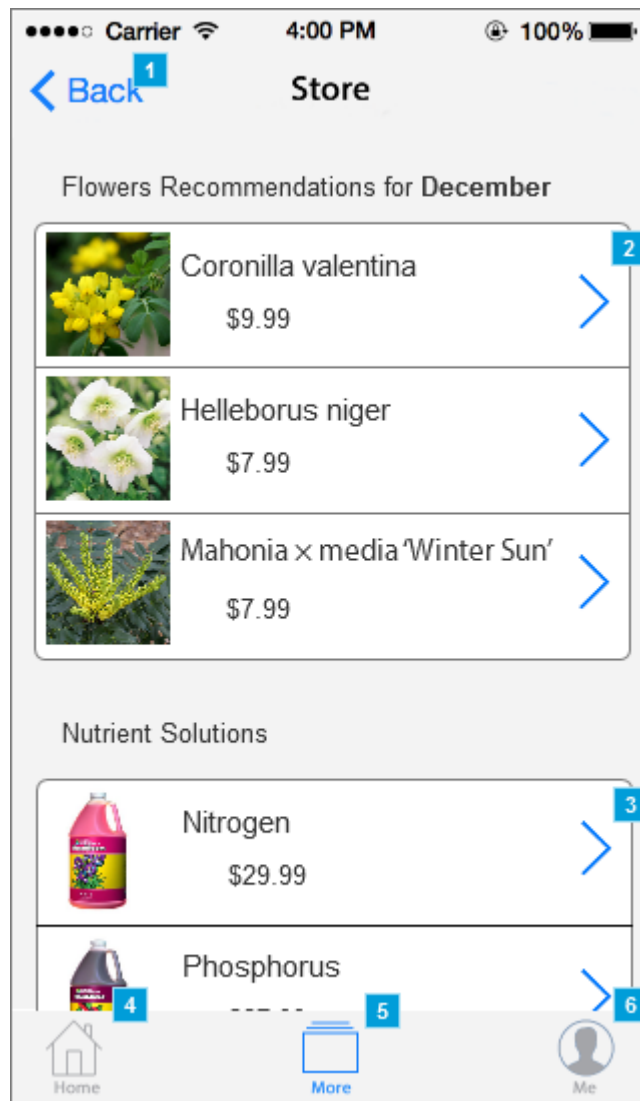 Carrier 4:00 PM 100%
1
Back Store
Flowers Recommendations for December
2
Coronilla valentina
$9.99
Helleborus niger
$7.99
Mahonia × media ‘Winter Sun’
$7.99
Nutrient Solutions
3
Nitrogen
$29.99
Phosphorus
4 5 6
Home More Me